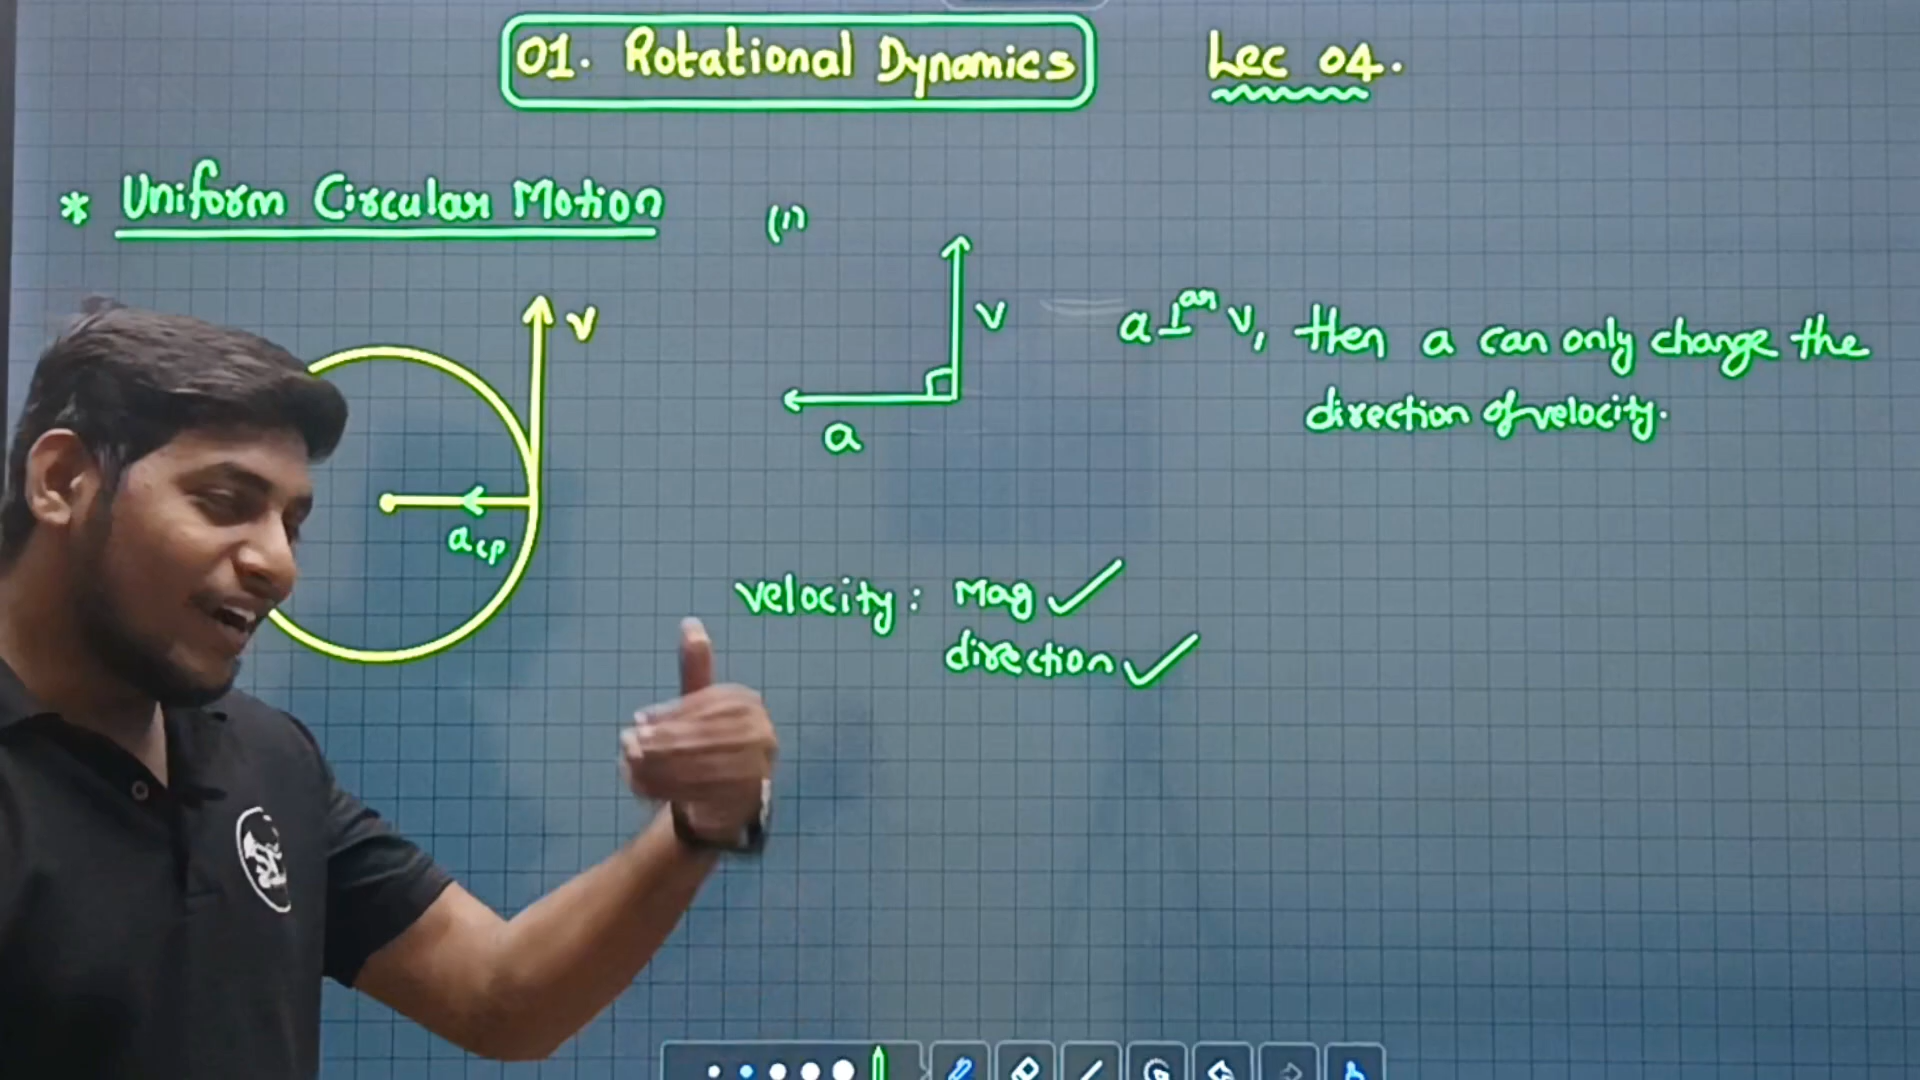 01. Rotational Dynamics Lec 04.
* Uniform Circular Motion
(1)
v
acp
v
a
a ⊥ar v, then a can only change the
direction of velocity.
velocity: Mag ✓
direction ✓